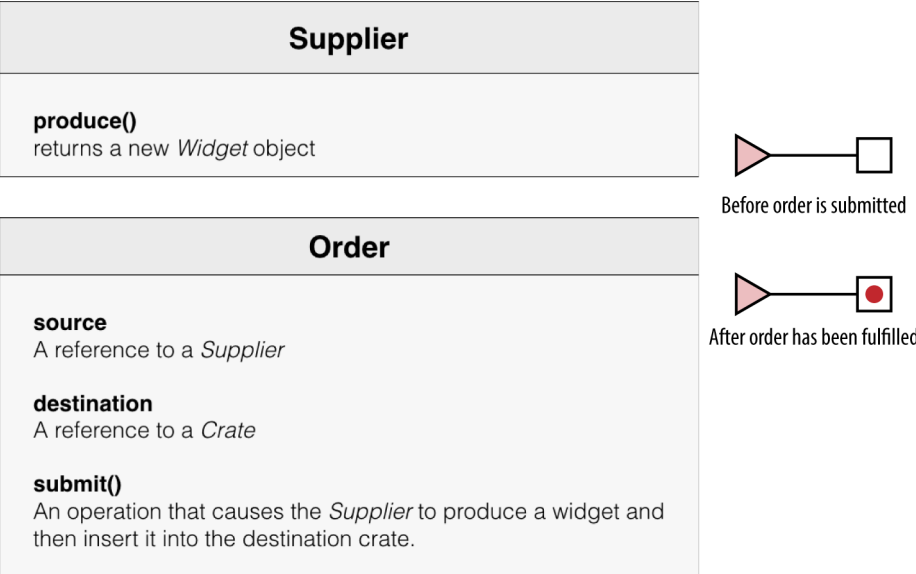 Supplier
produce()
returns a new Widget object
Before order is submitted
Order
source
A reference to a Supplier
After order has been fulfilled
destination
A reference to a Crate
submit()
An operation that causes the Supplier to produce a widget and
then insert it into the destination crate.